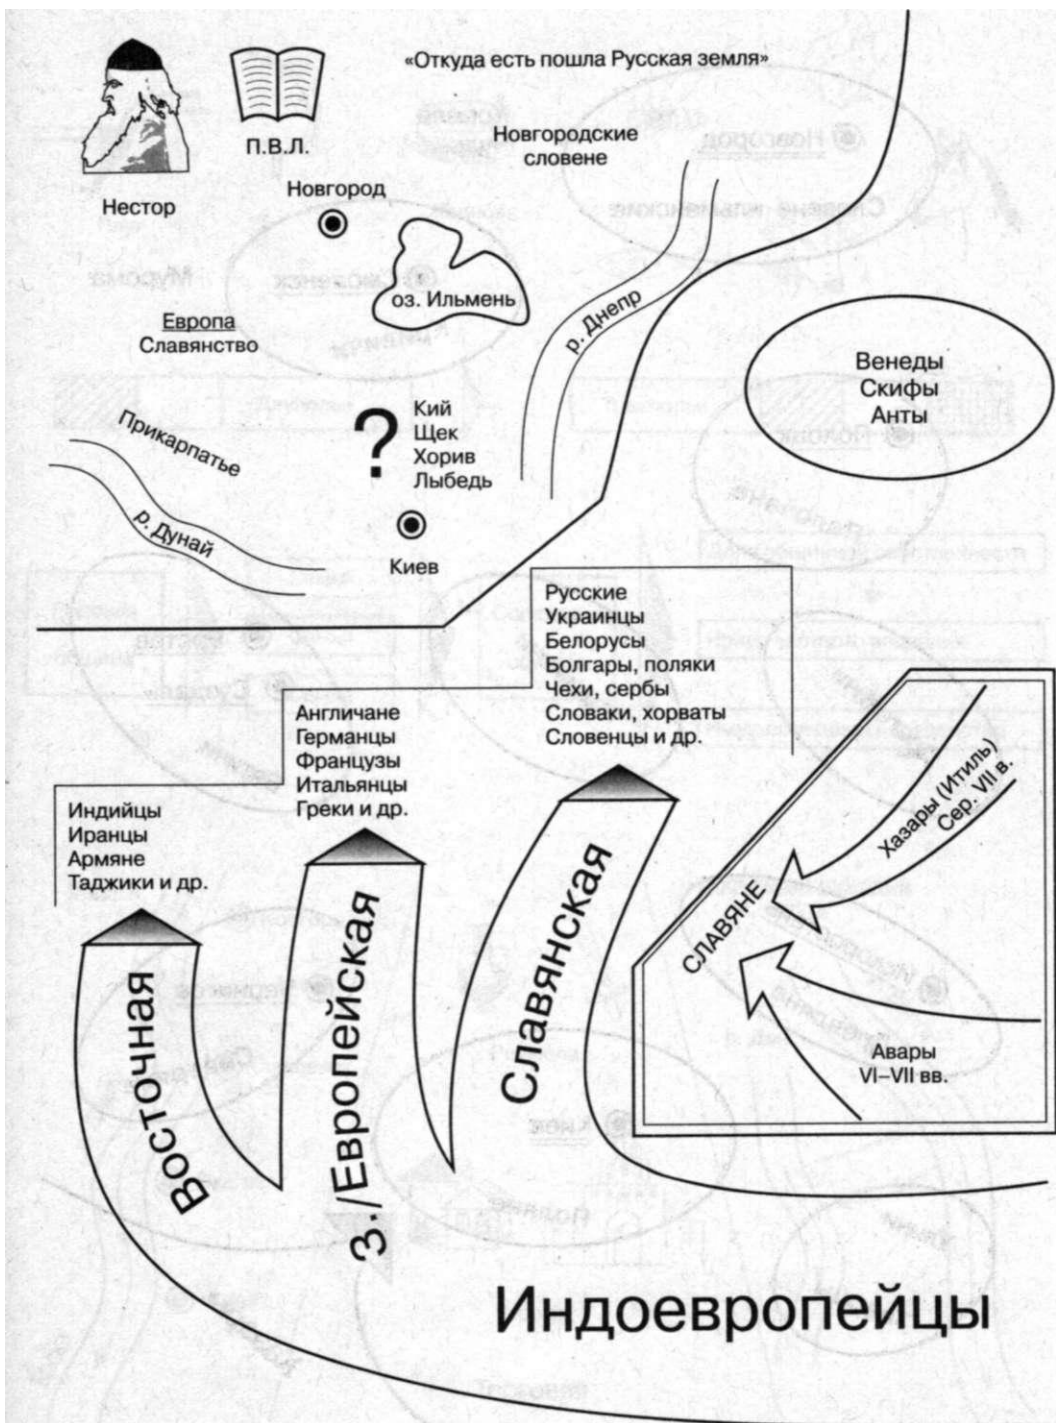 «Откуда есть пошла Русская земля»
П.В.Л.
Нестор
Новгородские
словене
Новгород
оз. Ильмень
р. Днепр
Европа
Славянство
Венеды
Скифы
Анты
Прикарпатье
р. Дунай
?
Кий
Щек
Хорив
Лыбедь
Киев
Русские
Украинцы
Белорусы
Болгары, поляки
Чехи, сербы
Словаки, хорваты
Словенцы и др.
Англичане
Германцы
Французы
Итальянцы
Греки и др.
Индийцы
Иранцы
Армяне
Таджики и др.
Восточная
З./Европейская
Славянская
Хазары (Итиль)
Сер. VII в.
СЛАВЯНЕ
Авары
VI–VII вв.
Индоевропейцы